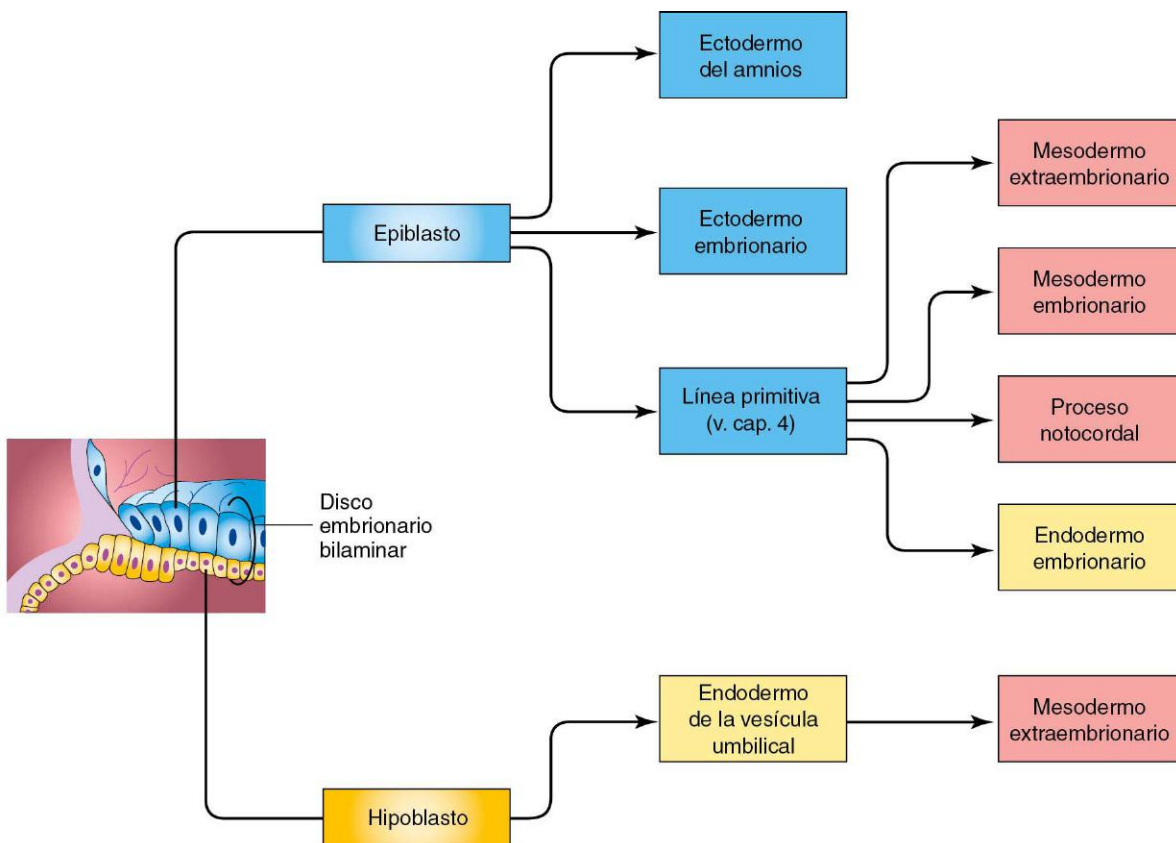 Ectodermo
del amnios
Mesodermo
extraembrionario
Epiblasto
Ectodermo
embrionario
Mesodermo
embrionario
Línea primitiva
(v. cap. 4)
Proceso
notocordal
Disco
embrionario
bilaminar
Endodermo
embrionario
Endodermo
de la vesícula
umbilical
Mesodermo
extraembrionario
Hipoblasto